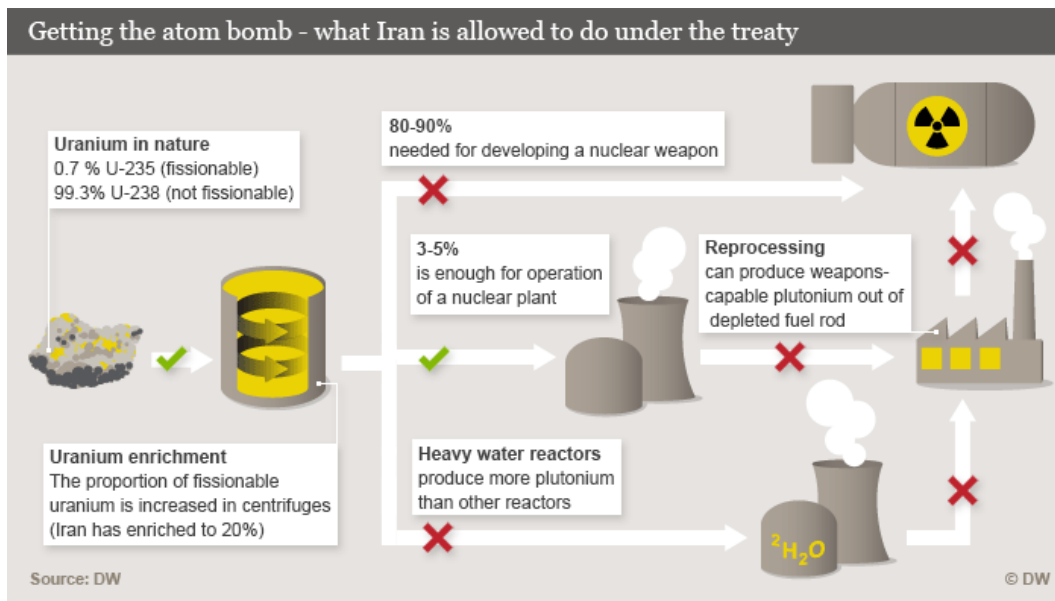 Getting the atom bomb - what Iran is allowed to do under the treaty
Uranium in nature
0.7 % U-235 (fissionable)
99.3% U-238 (not fissionable)
80-90%
needed for developing a nuclear weapon
3-5%
is enough for operation
of a nuclear plant
Reprocessing
can produce weapons-
capable plutonium out of
depleted fuel rod
Uranium enrichment
The proportion of fissionable
uranium is increased in centrifuges
(Iran has enriched to 20%)
Heavy water reactors
produce more plutonium
than other reactors
²H₂O
Source: DW
© DW